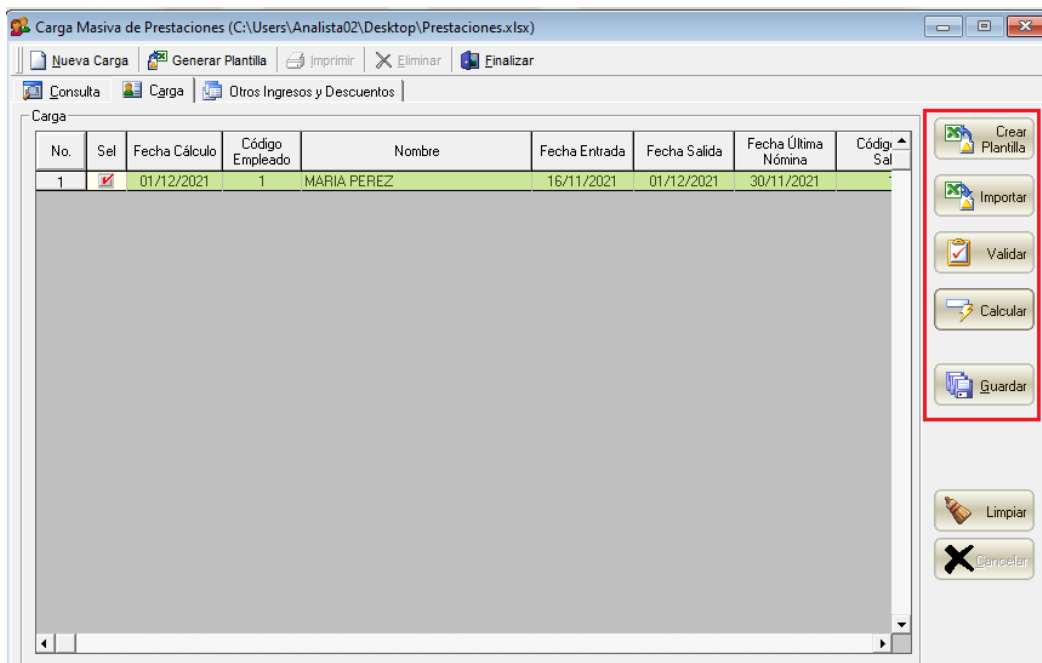 Carga Masiva de Prestaciones (C:\Users\Analista02\Desktop\Prestaciones.xlsx)
Nueva Carga Generar Plantilla Imprimir Eliminar Finalizar
Consulta Carga Otros Ingresos y Descuentos
Carga
No. Sel Fecha Cálculo Código Empleado Nombre Fecha Entrada Fecha Salida Fecha Última Nómina Códig Sal
1 01/12/2021 1 MARIA PEREZ 16/11/2021 01/12/2021 30/11/2021
Crear Plantilla
Importar
Validar
Calcular
Guardar
Limpiar
Cancelar